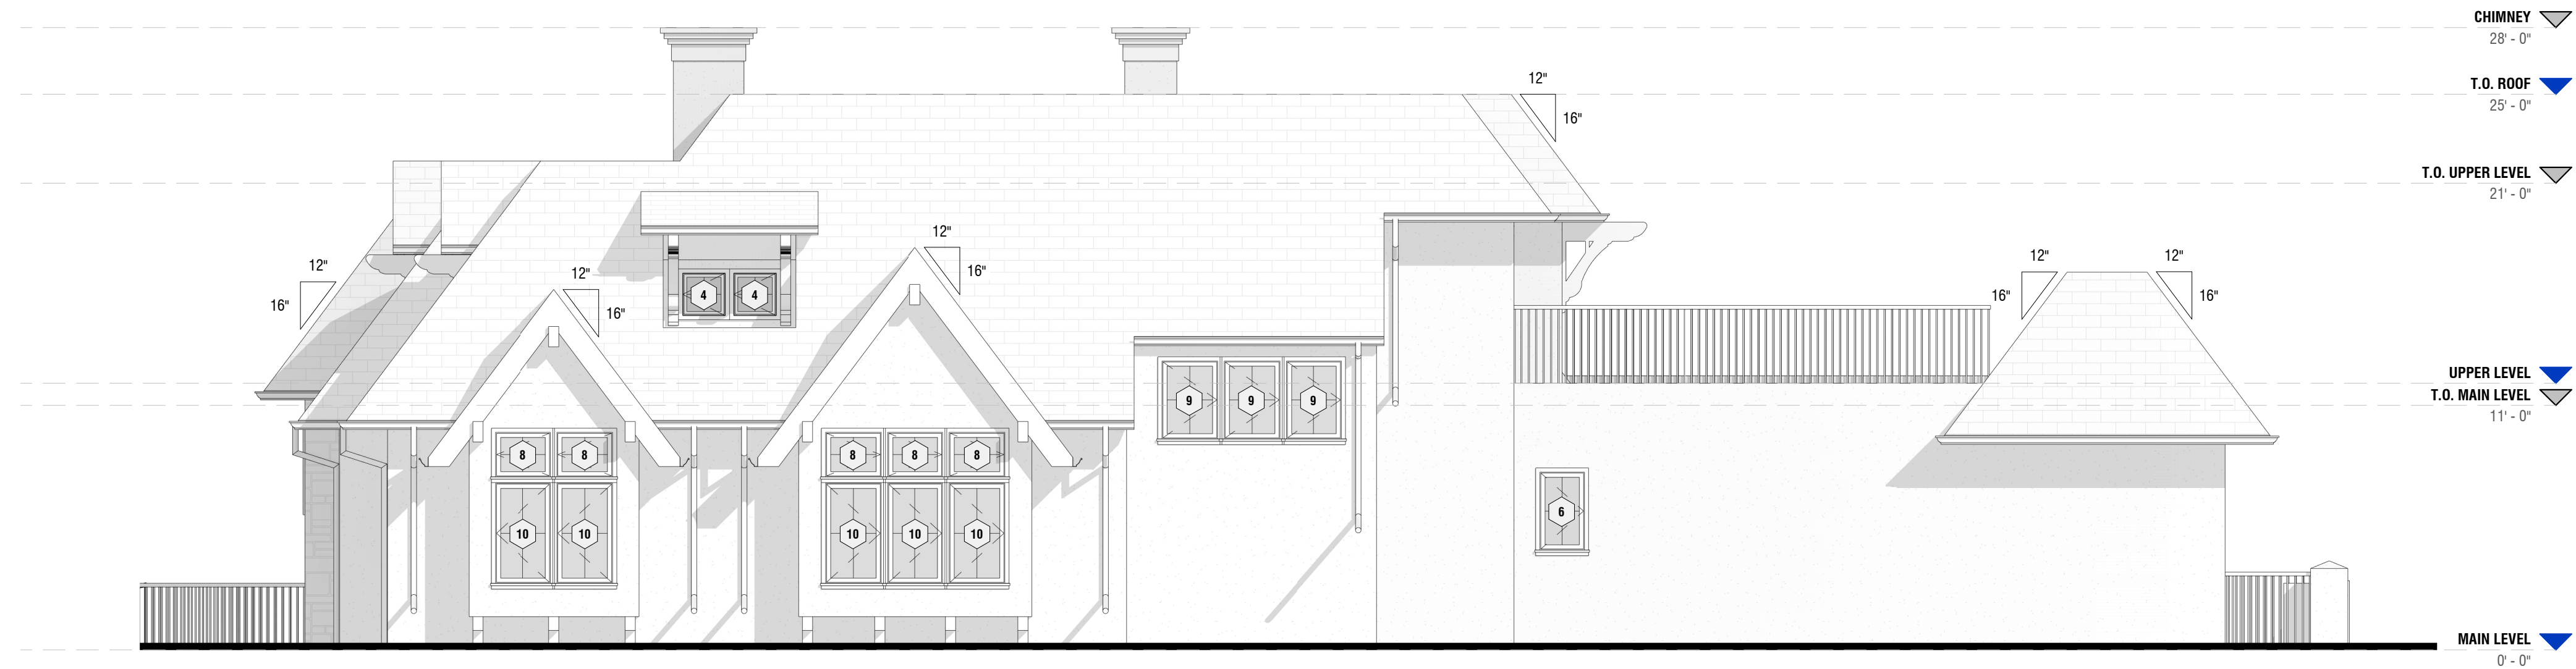 CHIMNEY
28' - 0"
T.O. ROOF
25' - 0"
12"
16"
T.O. UPPER LEVEL
21' - 0"
12"
16"
12"
16"
12"
16"
12"
16"
12"
16"
4 4
UPPER LEVEL
T.O. MAIN LEVEL
11' - 0"
9 9 9
8 8 8 8 8
6
10 10 10 10 10
MAIN LEVEL
0' - 0"